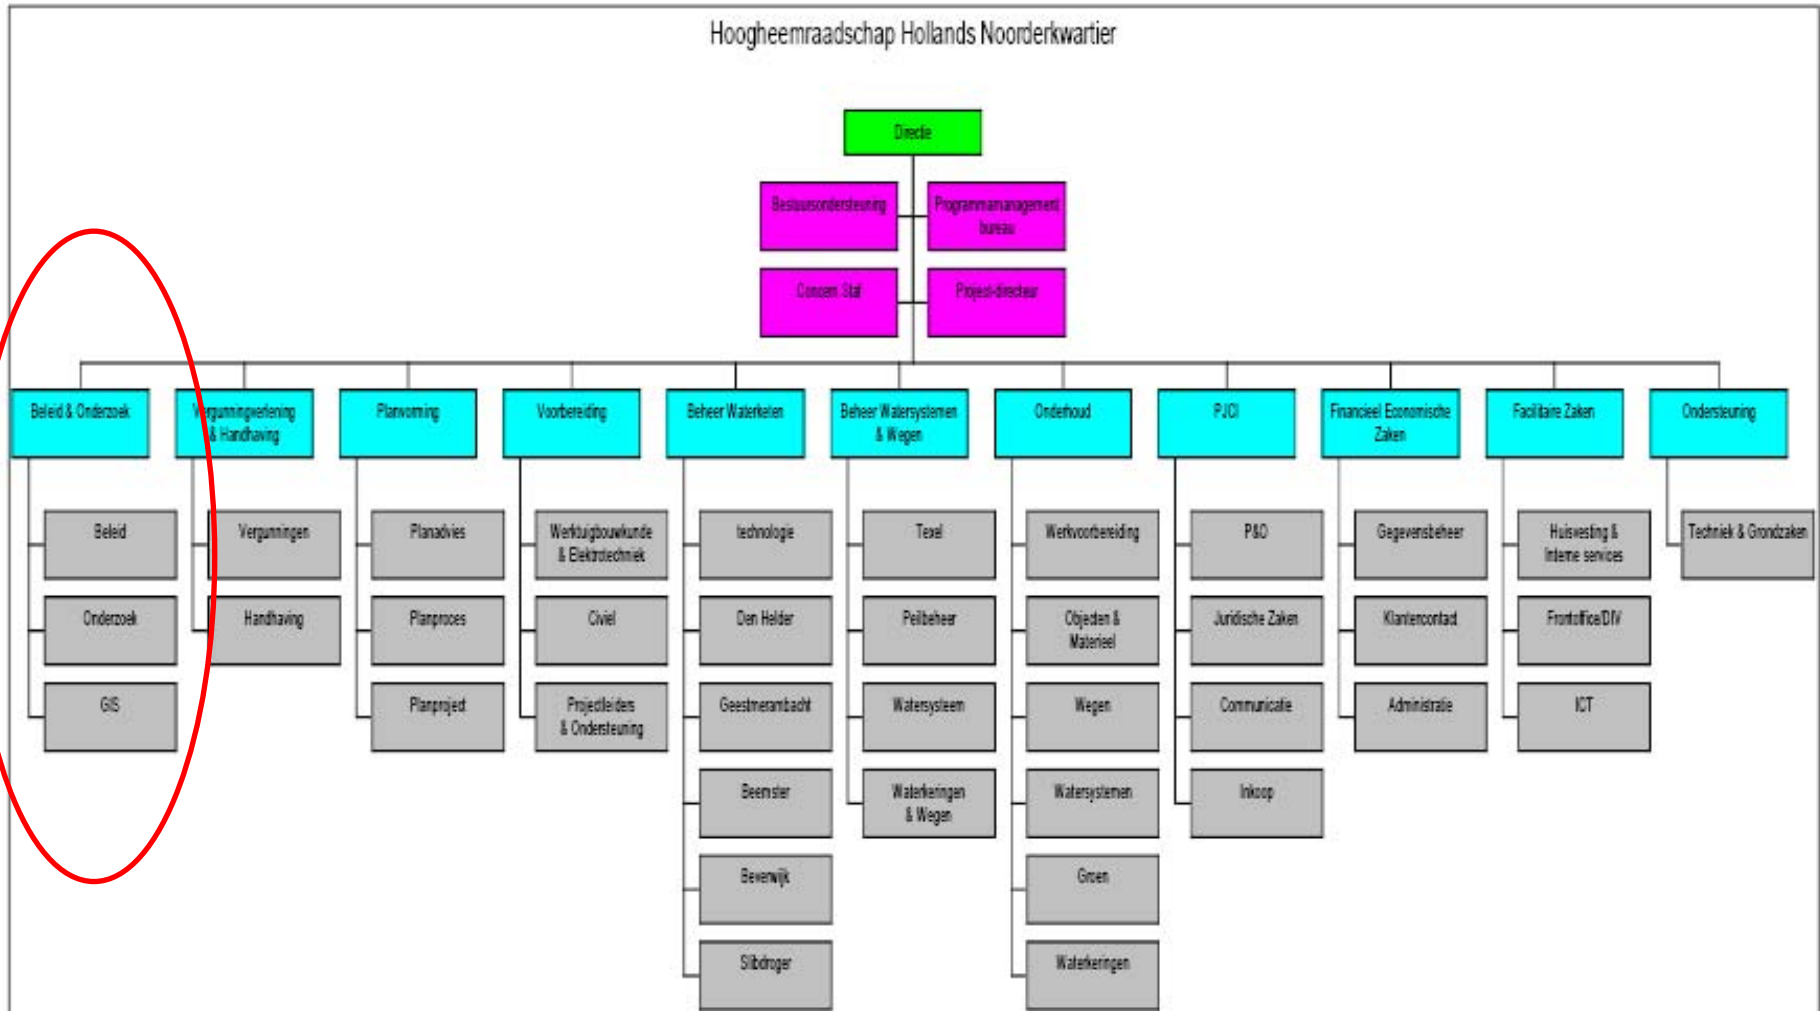 Hoogheemraadschap Hollands Noorderkwartier
Directie
Bestuursondersteuning
Programmamanagement
bureau
Concern Staf
Project-directeur
Beleid & Onderzoek
Vergunningverlening
& Handhaving
Planvorming
Voorbereiding
Beheer Waterketen
Beheer Watersystemen
& Wegen
Onderhoud
PJCI
Financieel Economische
Zaken
Facilitaire Zaken
Ondersteuning
Beleid
Onderzoek
GIS
Vergunningen
Handhaving
Planadvies
Planproces
Planproject
Werktuigbouwkunde
& Elektrotechniek
Civiel
Projectleiders
& Ondersteuning
technologie
Den Helder
Geestmerambacht
Beemster
Beverwijk
Slibdroger
Texel
Peilbeheer
Watersysteem
Waterkeringen
& Wegen
Werkvoorbereiding
Objecten &
Materieel
Wegen
Watersystemen
Groen
Waterkeringen
P&O
Juridische Zaken
Communicatie
Inkoop
Gegevensbeheer
Klantencontact
Administratie
Huisvesting &
Interne services
Frontoffice/DIV
ICT
Techniek & Grondzaken